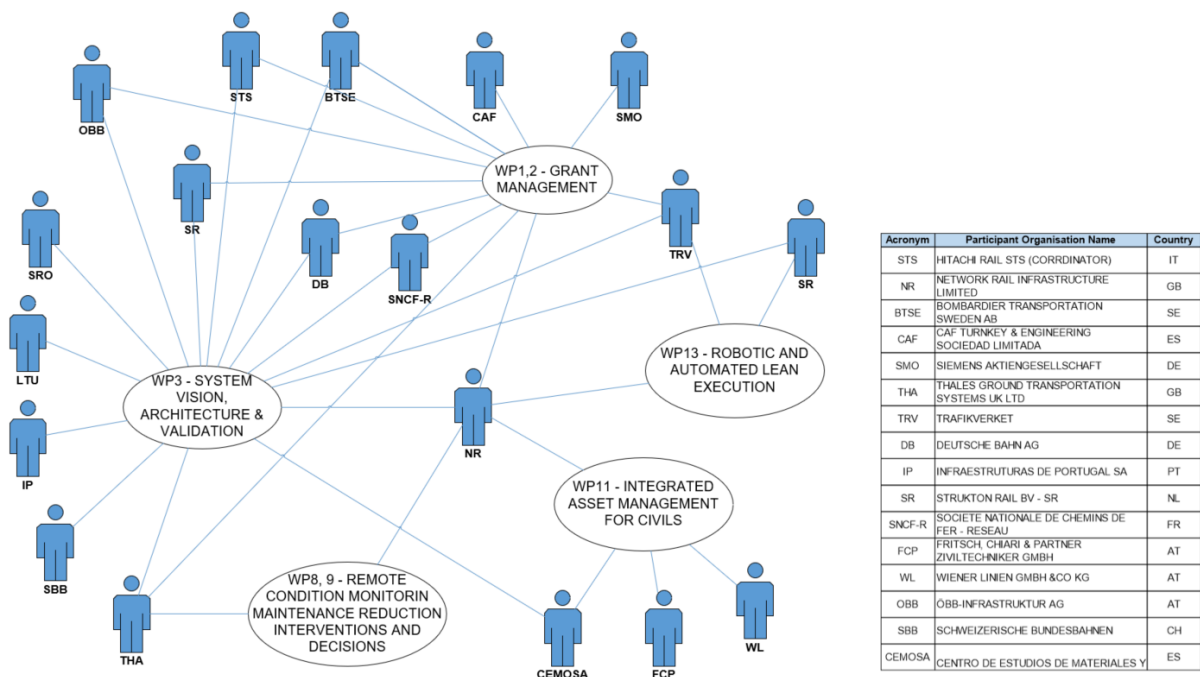 STS
BTSE
CAF
SMO
OBB
WP1,2 - GRANT
MANAGEMENT
SR
DB
SNCF-R
TRV
SR
SRO
LTU
WP3 - SYSTEM
VISION,
ARCHITECTURE &
VALIDATION
WP13 - ROBOTIC AND
AUTOMATED LEAN
EXECUTION
IP
NR
WP11 - INTEGRATED
ASSET MANAGEMENT
FOR CIVILS
SBB
WP8, 9 - REMOTE
CONDITION MONITORIN
MAINTENANCE REDUCTION
INTERVENTIONS AND
DECISIONS
THA
CEMOSA
FCP
WL
Acronym Participant Organisation Name Country
STS HITACHI RAIL STS (CORRDINATOR) IT
NR NETWORK RAIL INFRASTRUCTURE
LIMITED GB
BTSE BOMBARDIER TRANSPORTATION
SWEDEN AB SE
CAF CAF TURNKEY & ENGINEERING
SOCIEDAD LIMITADA ES
SMO SIEMENS AKTIENGESELLSCHAFT DE
THA THALES GROUND TRANSPORTATION
SYSTEMS UK LTD GB
TRV TRAFIKVERKET SE
DB DEUTSCHE BAHN AG DE
IP INFRAESTRUTURAS DE PORTUGAL SA PT
SR STRUKTON RAIL BV - SR NL
SNCF-R SOCIETE NATIONALE DE CHEMINS DE
FER - RESEAU FR
FCP FRITSCH, CHIARI & PARTNER
ZIVILTECHNIKER GMBH AT
WL WIENER LINIEN GMBH &CO KG AT
OBB ÖBB-INFRASTRUKTUR AG AT
SBB SCHWEIZERISCHE BUNDESBAHNEN CH
CEMOSA CENTRO DE ESTUDIOS DE MATERIALES Y ES